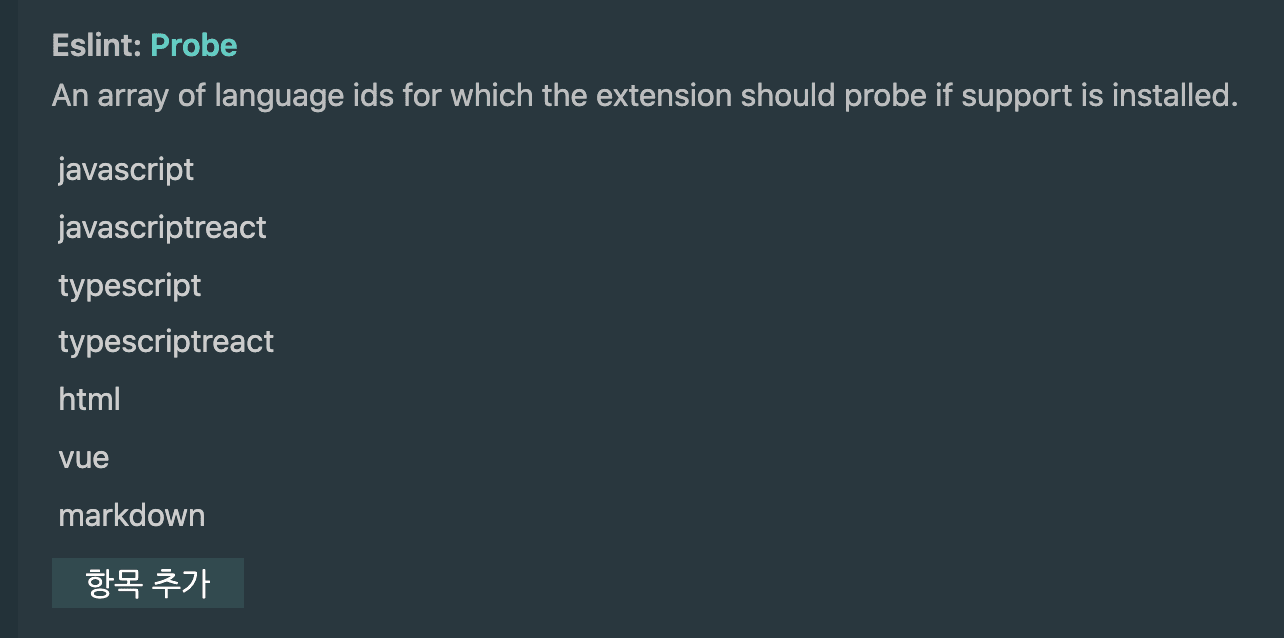 Eslint: Probe
An array of language ids for which the extension should probe if support is installed.
javascript
javascriptreact
typescript
typescriptreact
html
vue
markdown
항목 추가